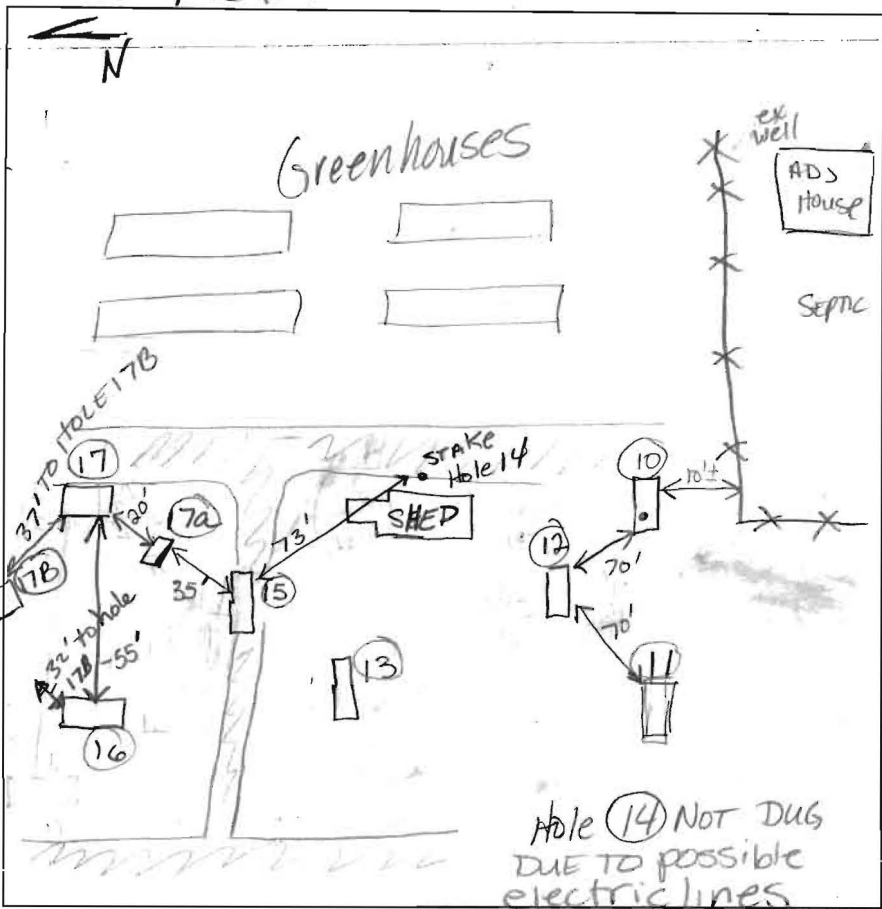 N
ex
well
Greenhouses
ADJ
House
SEPTIC
37' TO HOLE 17B
17
STAKE
Hole 14
10
10'±
20'
17a
73'
SHED
12
17B
35'
15
70'
32' to hole
17B
55'
70'
13
11
16
Hole 14 NOT DUG
DUE TO possible
electric lines